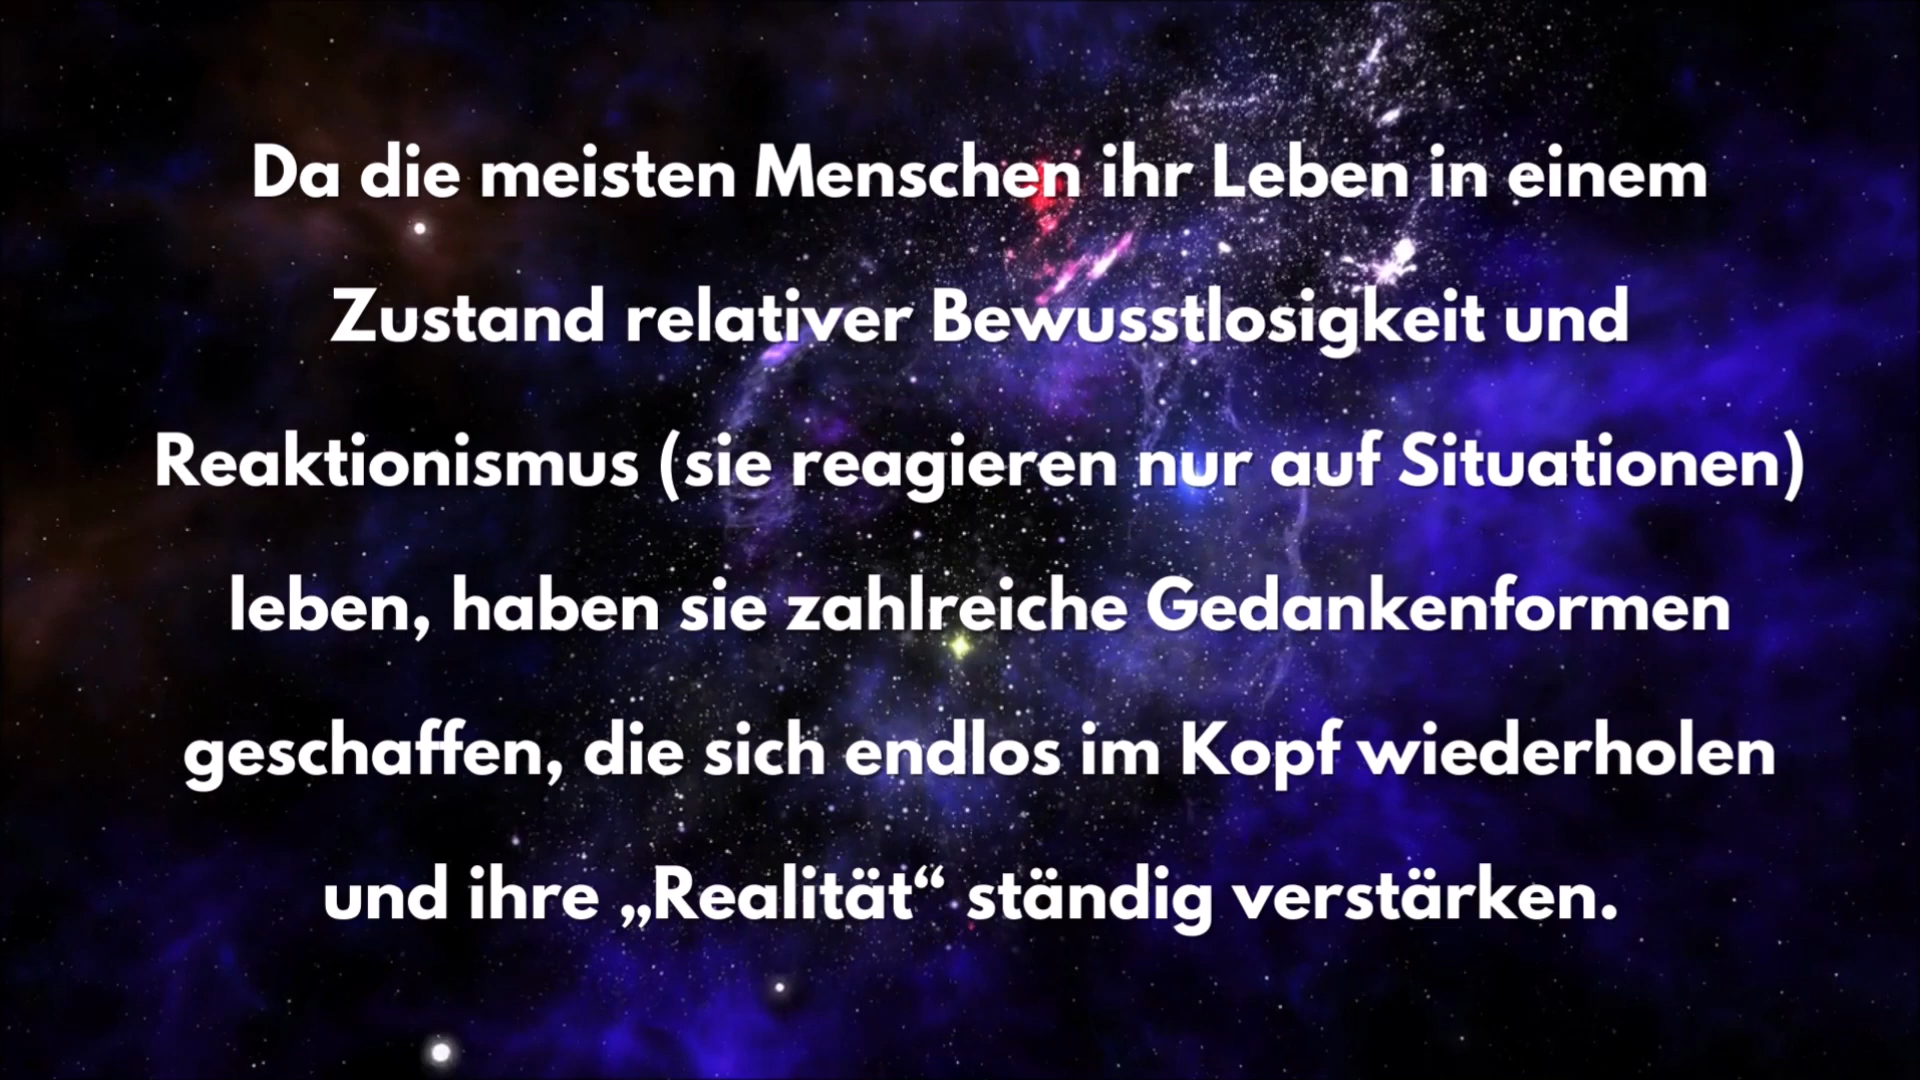 Da die meisten Menschen ihr Leben in einem
Zustand relativer Bewusstlosigkeit und
Reaktionismus (sie reagieren nur auf Situationen)
leben, haben sie zahlreiche Gedankenformen
geschaffen, die sich endlos im Kopf wiederholen
und ihre „Realität“ ständig verstärken.